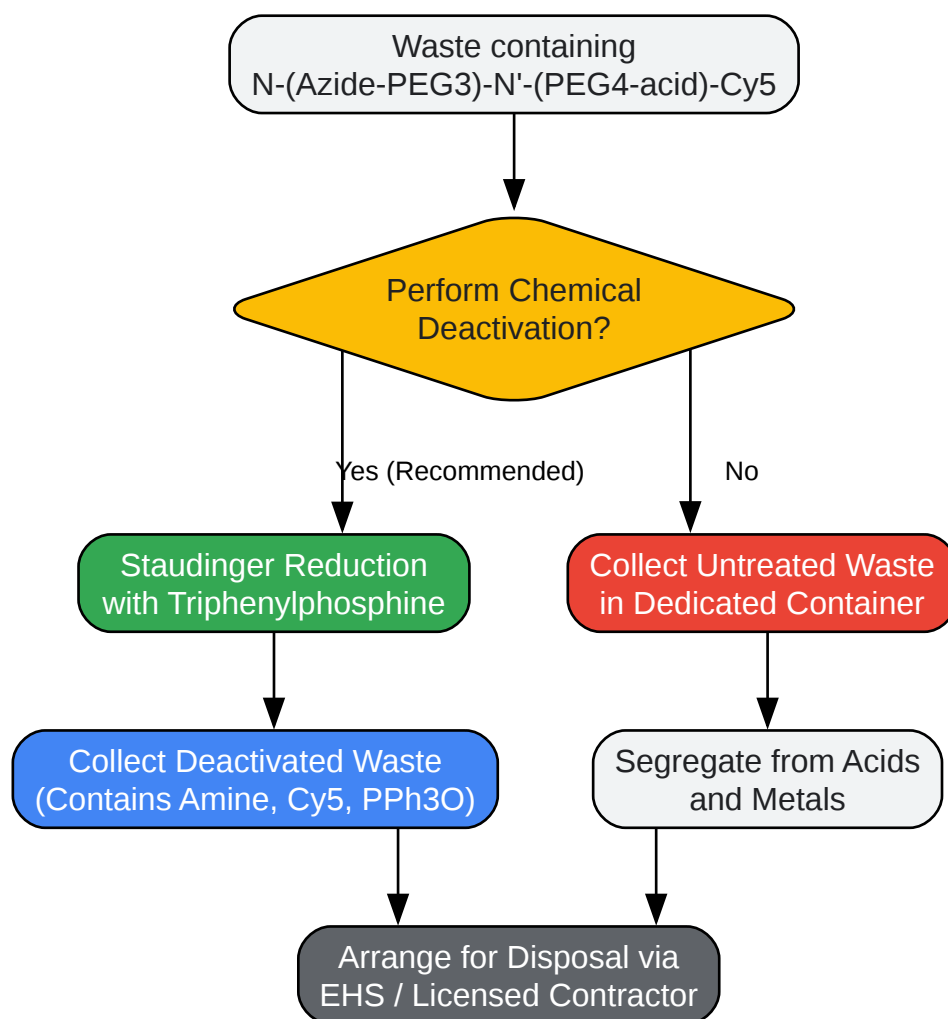 Waste containing
N-(Azide-PEG3)-N'-(PEG4-acid)-Cy5
Perform Chemical
Deactivation?
Yes (Recommended)
No
Staudinger Reduction
with Triphenylphosphine
Collect Untreated Waste
in Dedicated Container
Collect Deactivated Waste
(Contains Amine, Cy5, PPh3O)
Segregate from Acids
and Metals
Arrange for Disposal via
EHS / Licensed Contractor